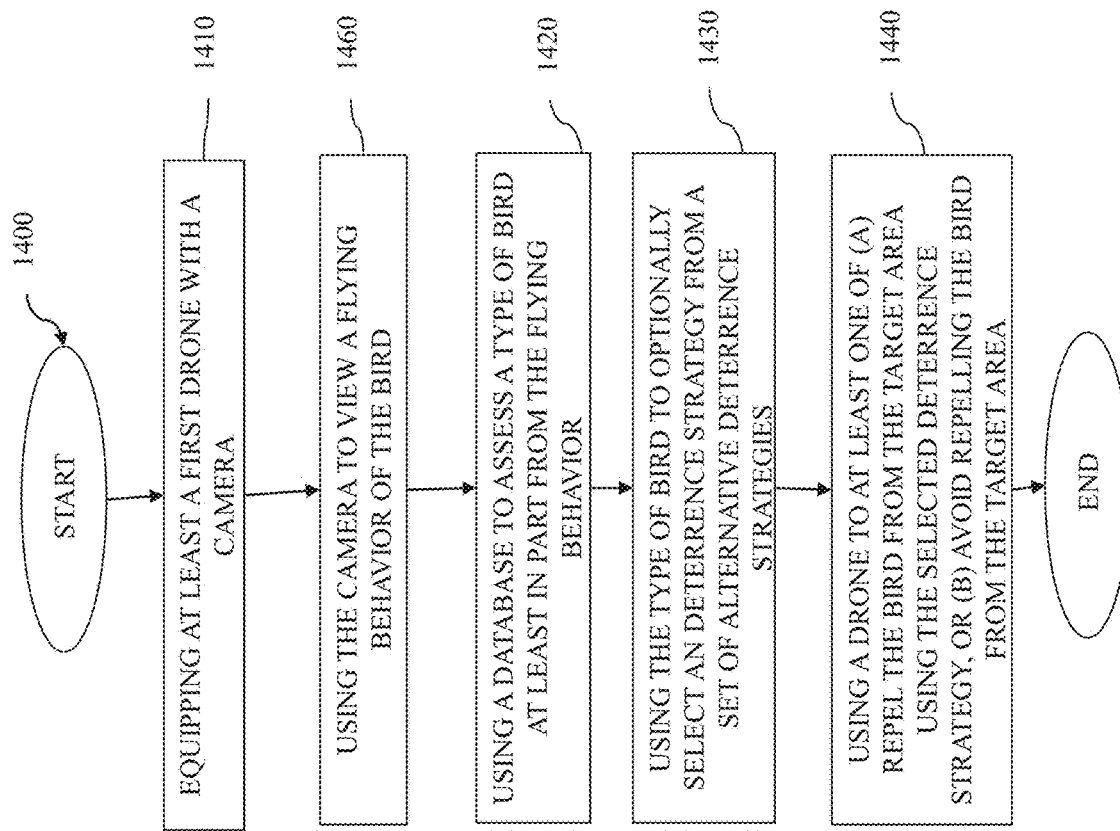 1400
START
EQUIPPING AT LEAST A FIRST DRONE WITH A
CAMERA
1410
USING THE CAMERA TO VIEW A FLYING
BEHAVIOR OF THE BIRD
1460
USING A DATABASE TO ASSESS A TYPE OF BIRD
AT LEAST IN PART FROM THE FLYING
BEHAVIOR
1420
USING THE TYPE OF BIRD TO OPTIONALLY
SELECT AN DETERRENCE STRATEGY FROM A
SET OF ALTERNATIVE DETERRENCE
STRATEGIES
1430
USING A DRONE TO AT LEAST ONE OF (A)
REPEL THE BIRD FROM THE TARGET AREA
USING THE SELECTED DETERRENCE
STRATEGY, OR (B) AVOID REPELLING THE BIRD
FROM THE TARGET AREA
1440
END